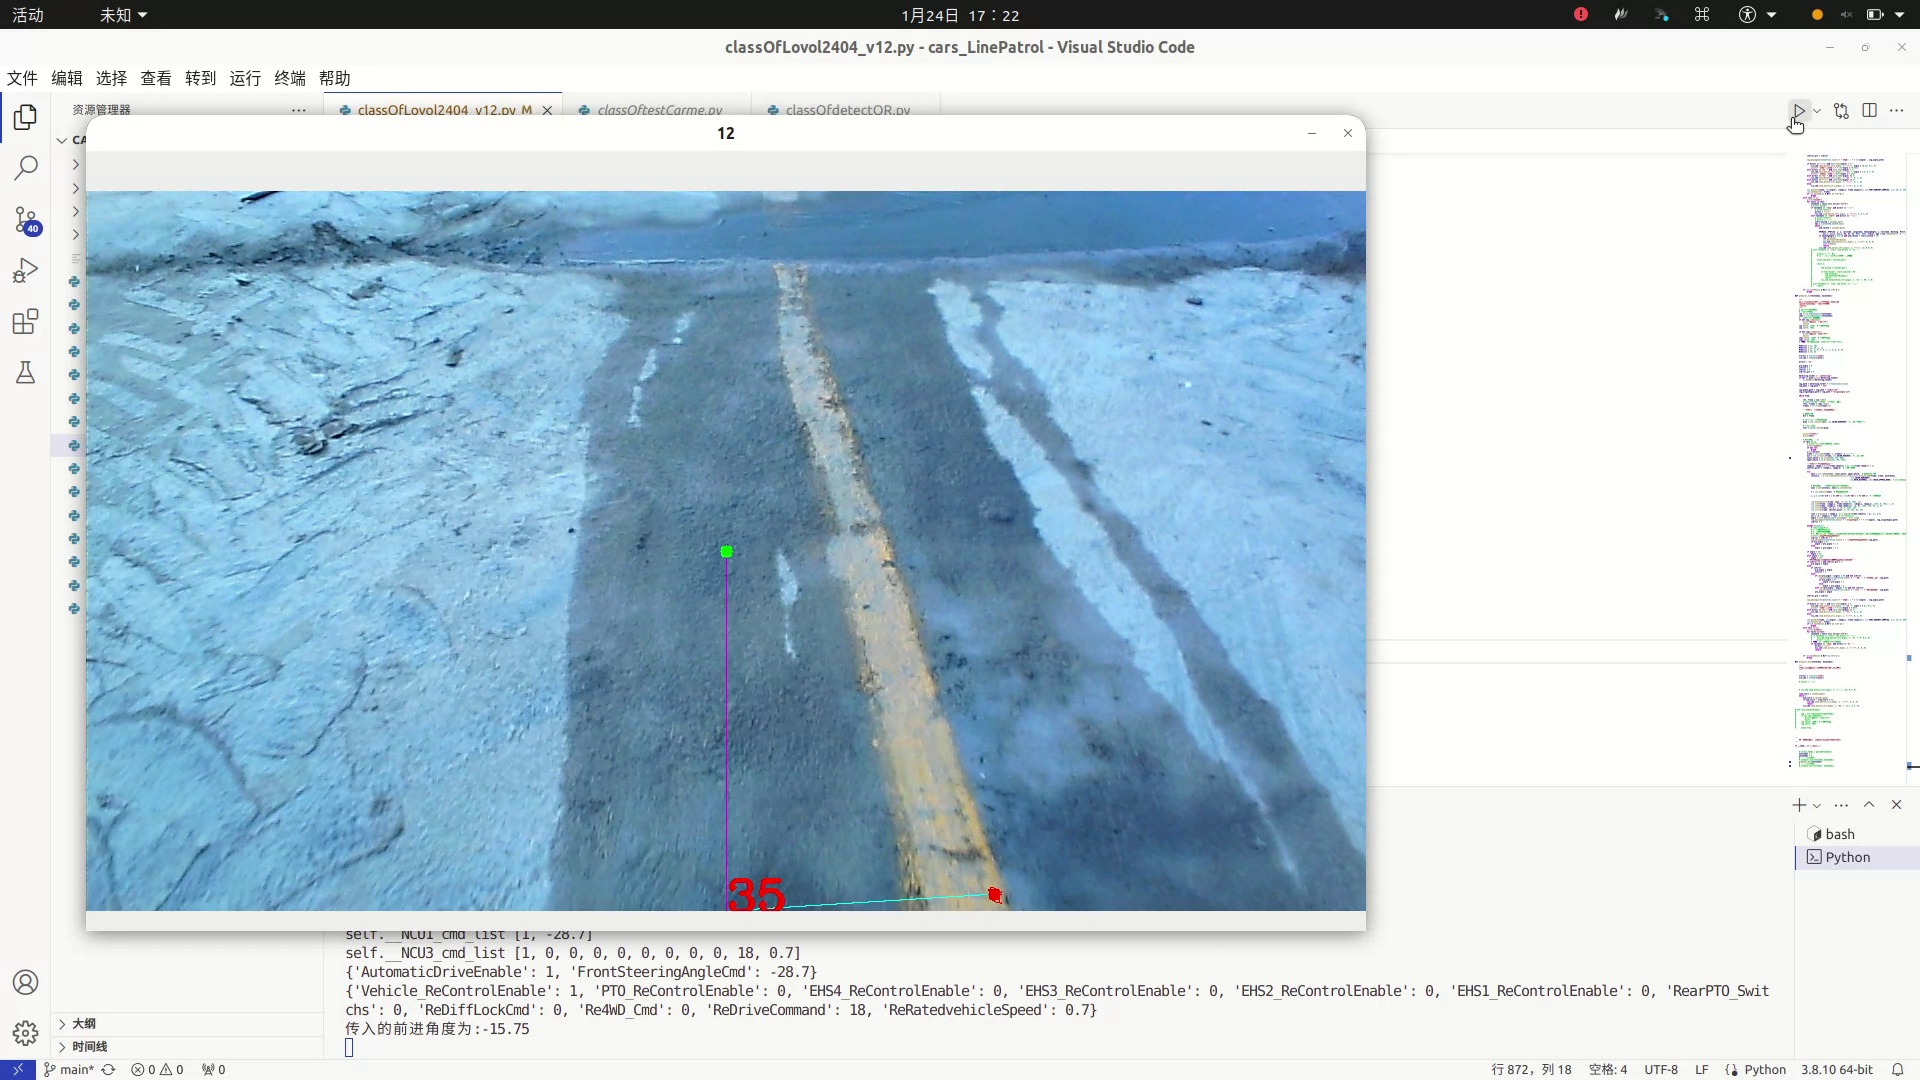 活动
未知
1月24日 17：22
classOfLovol2404_v12.py - cars_LinePatrol - Visual Studio Code
文件 编辑 选择 查看 转到 运行 终端 帮助
资源管理器
classOfLovol2404_v12.py M
classOftestCarme.py
classOfdetectQR.py
CA
12
40
35
bash
Python
self.__NCU1_cmd_list [1, -28.7]
self.__NCU3_cmd_list [1, 0, 0, 0, 0, 0, 0, 0, 0, 18, 0.7]
{'AutomaticDriveEnable': 1, 'FrontSteeringAngleCmd': -28.7}
{'Vehicle_ReControlEnable': 1, 'PTO_ReControlEnable': 0, 'EHS4_ReControlEnable': 0, 'EHS3_ReControlEnable': 0, 'EHS2_ReControlEnable': 0, 'EHS1_ReControlEnable': 0, 'RearPTO_Swit
chs': 0, 'ReDiffLockCmd': 0, 'Re4WD_Cmd': 0, 'ReDriveCommand': 18, 'ReRatedvehicleSpeed': 0.7}
传入的前进角度为:-15.75
大纲
时间线
main* 0 0 0
行 872，列 18 空格: 4 UTF-8 LF Python 3.8.10 64-bit